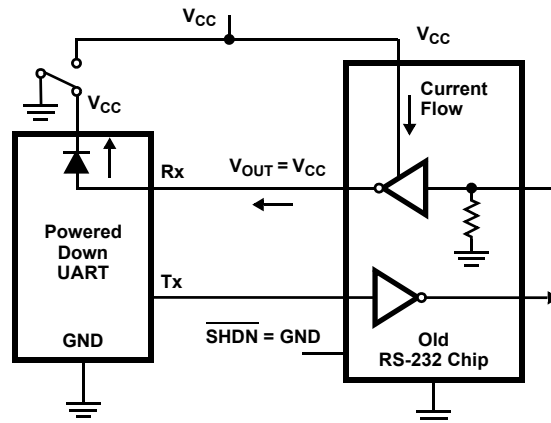 VCC
VCC
VCC
Current
Flow
Rx
VOUT = VCC
Powered
Down
UART
Tx
GND
SHDN = GND
Old
RS-232 Chip